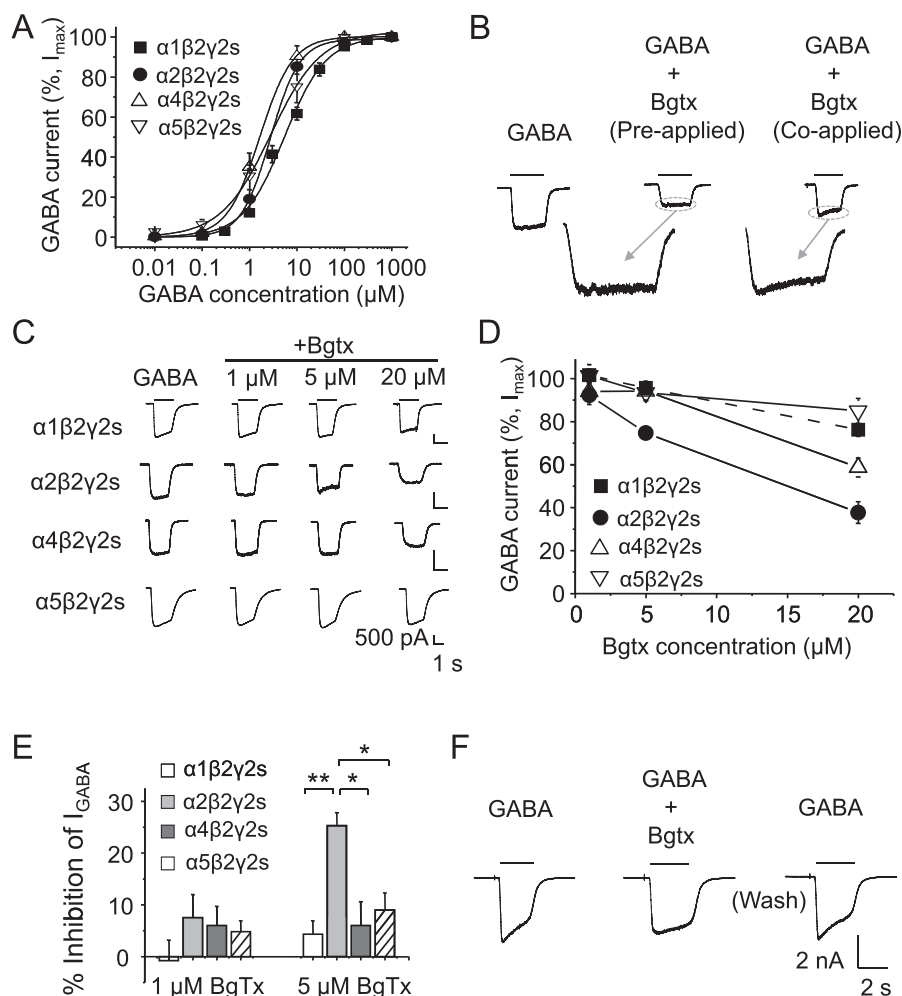 A
GABA current (%, Imax)
100
80
60
40
20
0
α1β2γ2s
α2β2γ2s
α4β2γ2s
α5β2γ2s
0.01 0.1 1 10 100 1000
GABA concentration (µM)
B
GABA
GABA
+
Bgtx
(Pre-applied)
GABA
+
Bgtx
(Co-applied)
C
+Bgtx
GABA 1 µM 5 µM 20 µM
α1β2γ2s
α2β2γ2s
α4β2γ2s
α5β2γ2s
500 pA
1 s
D
GABA current (%, Imax)
100
80
60
40
20
0
α1β2γ2s
α2β2γ2s
α4β2γ2s
α5β2γ2s
0 5 10 15 20
Bgtx concentration (µM)
E
% Inhibition of IGABA
30
20
10
0
α1β2γ2s
α2β2γ2s
α4β2γ2s
α5β2γ2s
** * *
1 µM BgTx 5 µM BgTx
F
GABA
GABA
+
Bgtx
(Wash)
GABA
2 nA
2 s